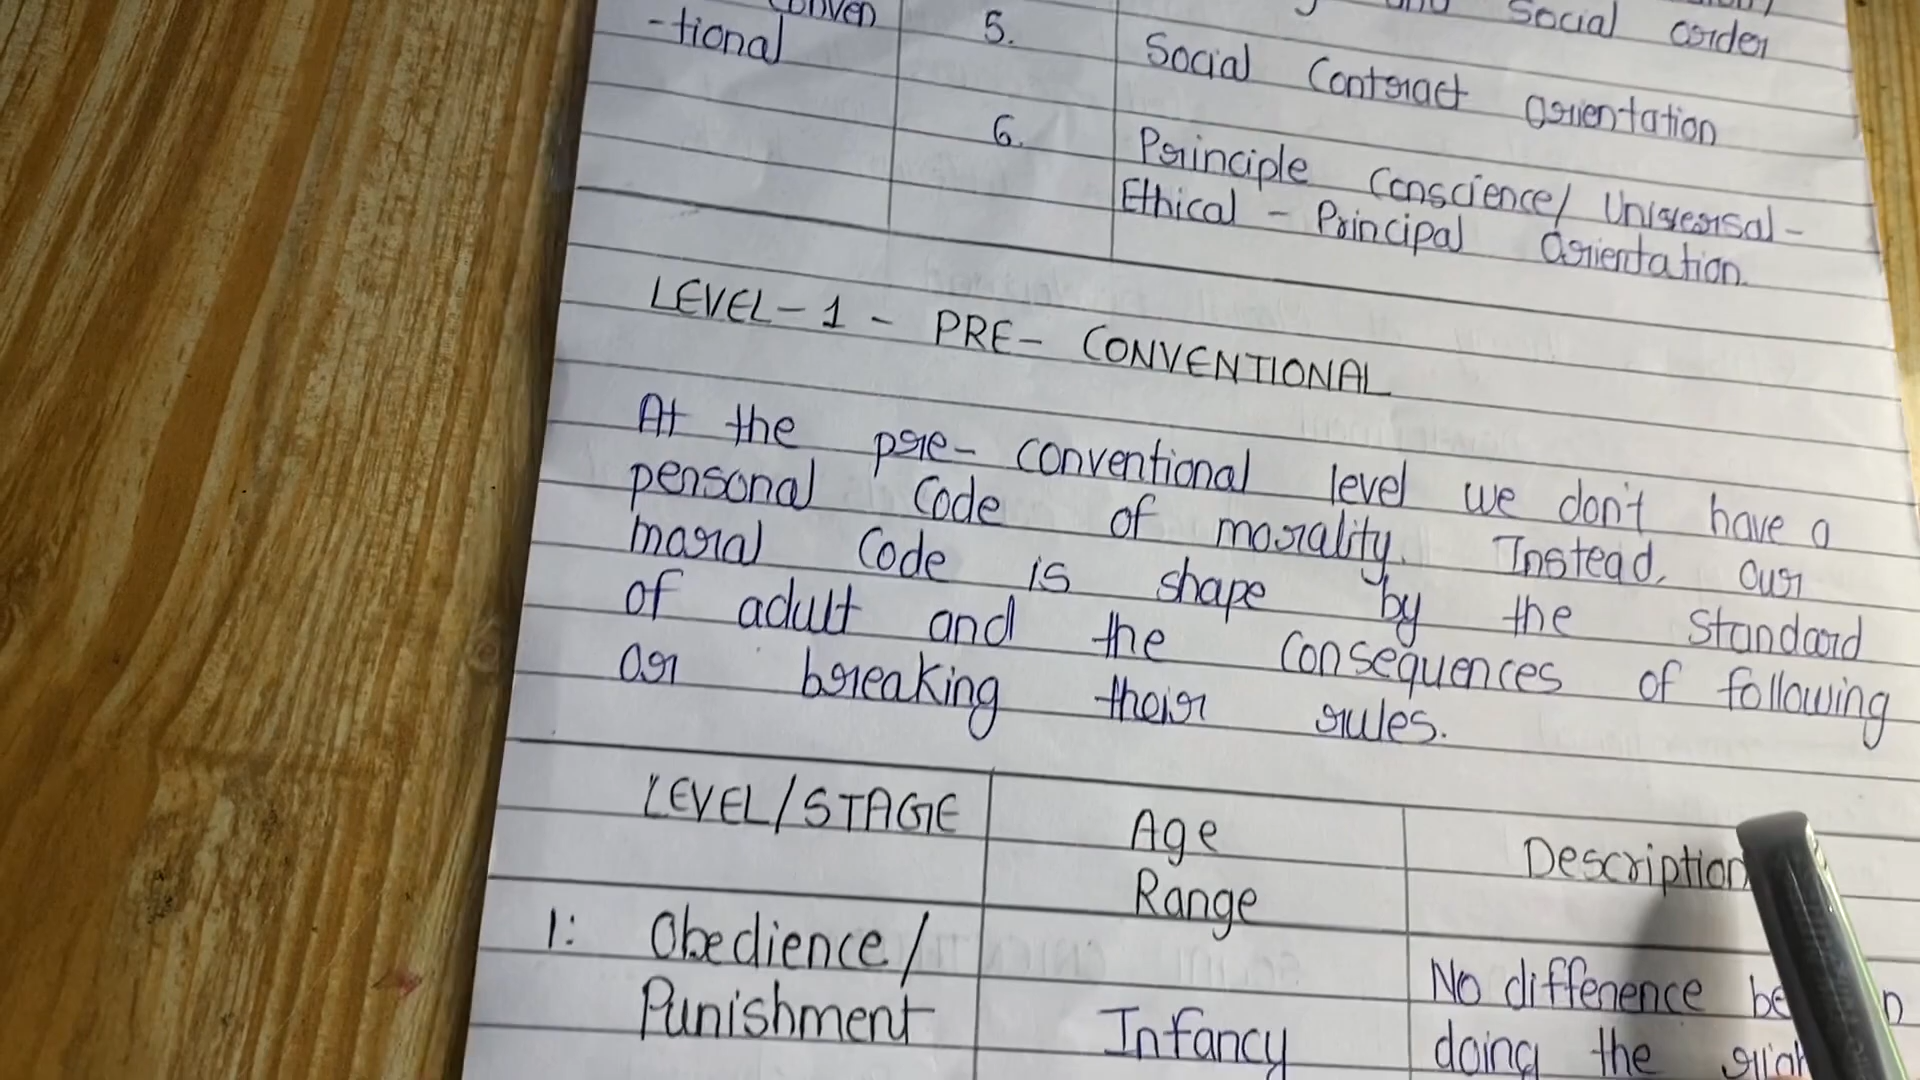 Conven
-tional
5.
Social order
Social Contract orientation
6.
Principle Conscience/ Universal-
Ethical - Principal Orientation.
LEVEL-1 - PRE- CONVENTIONAL
At the pre- conventional level we don't have a
personal Code of morality. Instead, our
moral Code is shape by the standard
of adult and the Consequences of following
or breaking their rules.
LEVEL/STAGE
Age
Range
Description
1: Obedience/
Punishment
Infancy
No difference
doing the